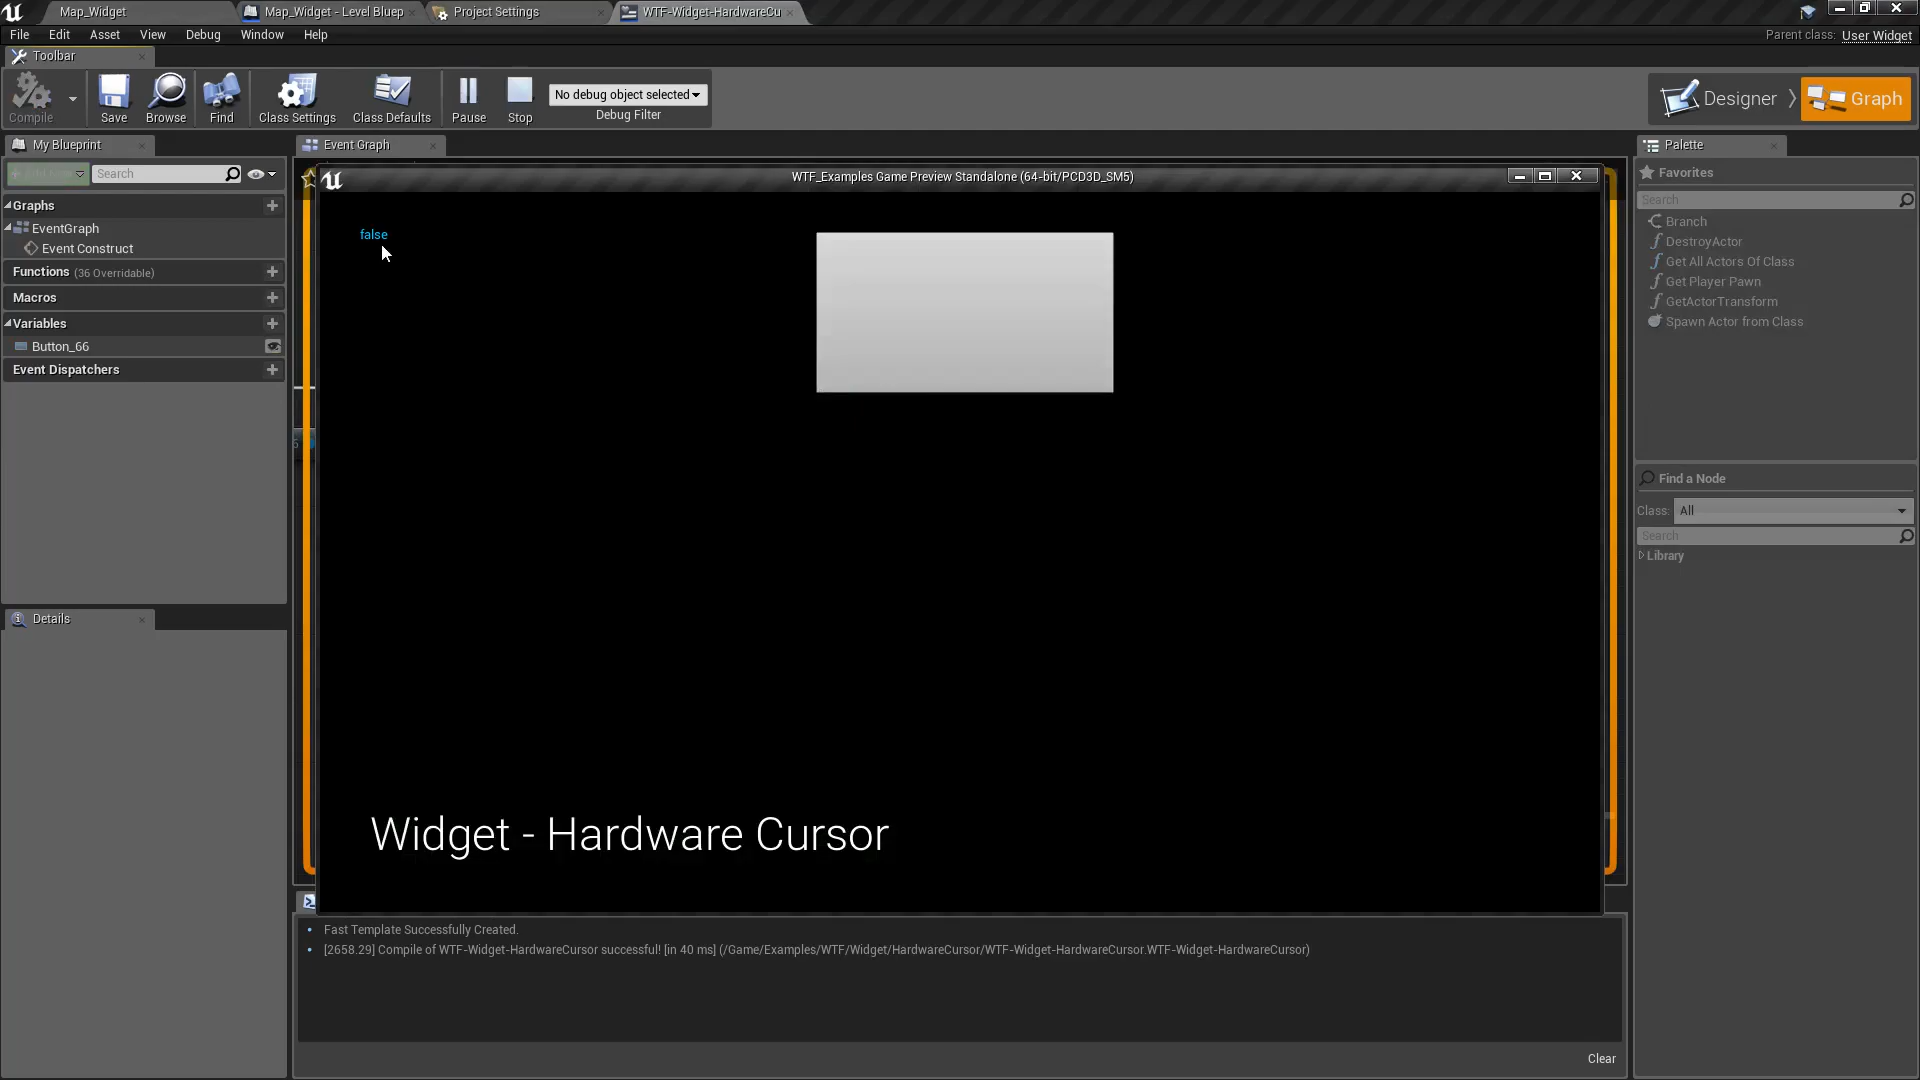 Map_Widget
Map_Widget - Level Bluep
Project Settings
WTF-Widget-HardwareCu
File Edit Asset View Debug Window Help
Parent class: User Widget
Toolbar
Compile
Save
Browse
Find
Class Settings
Class Defaults
Pause
Stop
No debug object selected
Debug Filter
Designer
Graph
My Blueprint
Search
Graphs
EventGraph
Event Construct
Functions (36 Overridable)
Macros
Variables
Button_66
Event Dispatchers
Details
Event Graph
WTF_Examples Game Preview Standalone (64-bit/PCD3D_SM5)
false
Widget - Hardware Cursor
Fast Template Successfully Created.
[2658.29] Compile of WTF-Widget-HardwareCursor successful! [in 40 ms] (/Game/Examples/WTF/Widget/HardwareCursor/WTF-Widget-HardwareCursor.WTF-Widget-HardwareCursor)
Clear
Palette
Favorites
Search
Branch
DestroyActor
Get All Actors Of Class
Get Player Pawn
GetActorTransform
Spawn Actor from Class
Find a Node
Class: All
Search
Library